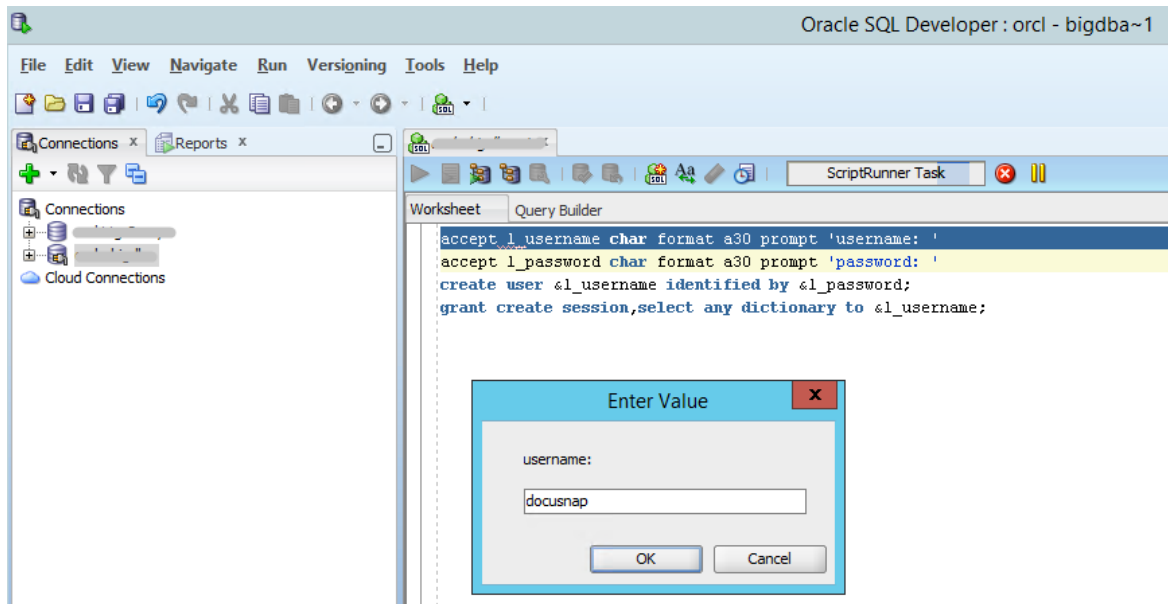 Oracle SQL Developer : orcl - bigdba~1
File Edit View Navigate Run Versioning Tools Help
Connections x Reports x
SQL
ScriptRunner Task
Connections
Cloud Connections
Worksheet Query Builder
accept l_username char format a30 prompt 'username: '
accept l_password char format a30 prompt 'password: '
create user &l_username identified by &l_password;
grant create session,select any dictionary to &l_username;
Enter Value
x
username:
docusnap
OK Cancel